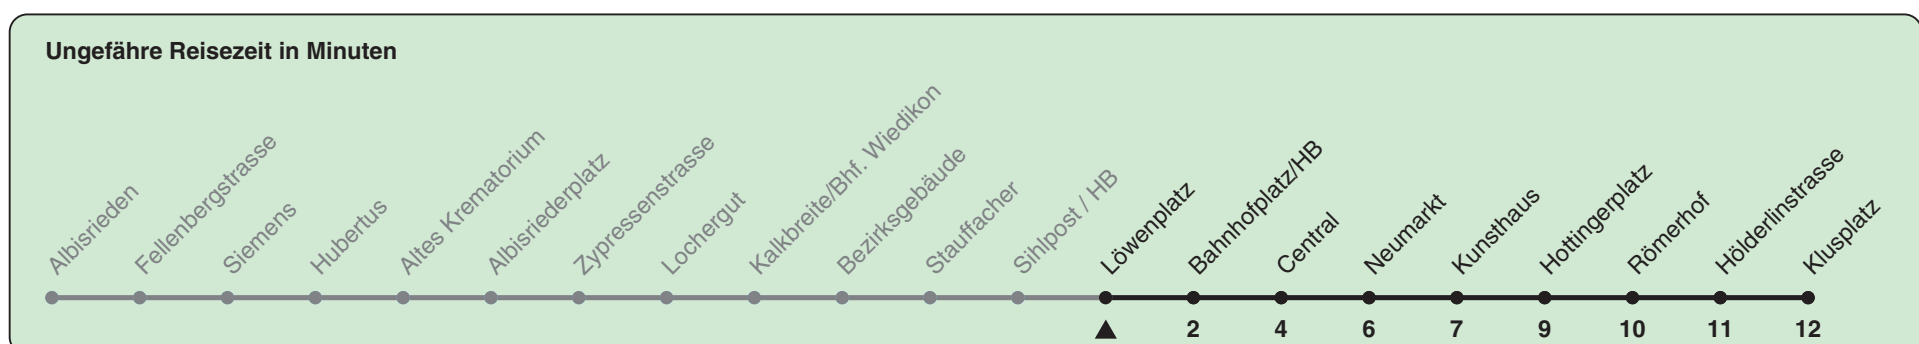 Ungefähre Reisezeit in Minuten
Albisrieden
Fellenbergstrasse
Siemens
Hubertus
Altes Krematorium
Albisriederplatz
Zypressenstrasse
Lochergut
Kalkbreite/Bhf. Wiedikon
Bezirksgebäude
Stauffacher
Sihlpost / HB
Löwenplatz
Bahnhofplatz/HB
Central
Neumarkt
Kunsthaus
Hottingerplatz
Römerhof
Hölderlinstrasse
Klusplatz
2 4 6 7 9 10 11 12